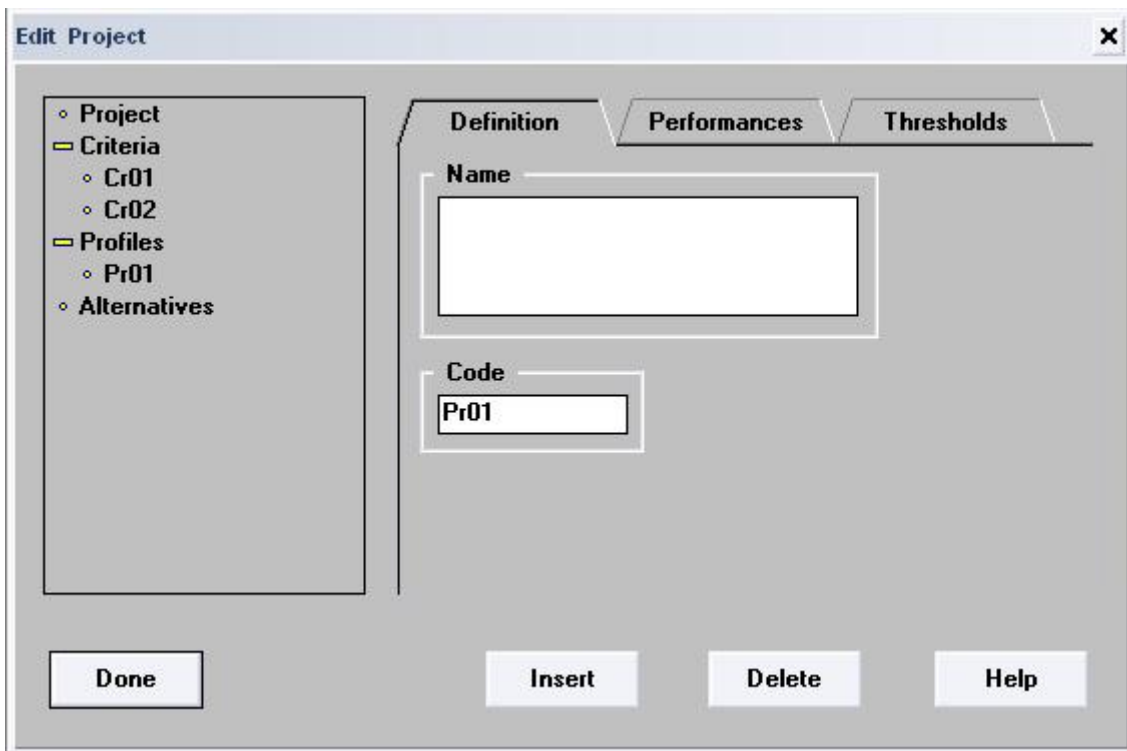 Edit Project
Project
Criteria
Cr01
Cr02
Profiles
Pr01
Alternatives
Definition
Performances
Thresholds
Name
Code
Pr01
Done
Insert
Delete
Help